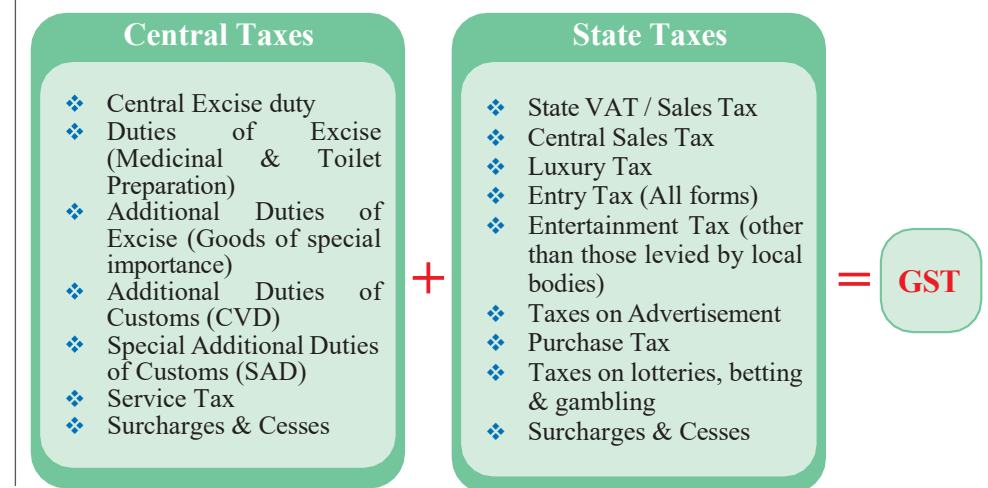 Central Taxes
Central Excise duty
Duties of Excise
(Medicinal & Toilet
Preparation)
Additional Duties of
Excise (Goods of special
importance)
Additional Duties of
Customs (CVD)
Special Additional Duties
of Customs (SAD)
Service Tax
Surcharges & Cesses
+
State Taxes
State VAT / Sales Tax
Central Sales Tax
Luxury Tax
Entry Tax (All forms)
Entertainment Tax (other
than those levied by local
bodies)
Taxes on Advertisement
Purchase Tax
Taxes on lotteries, betting
& gambling
Surcharges & Cesses
=
GST